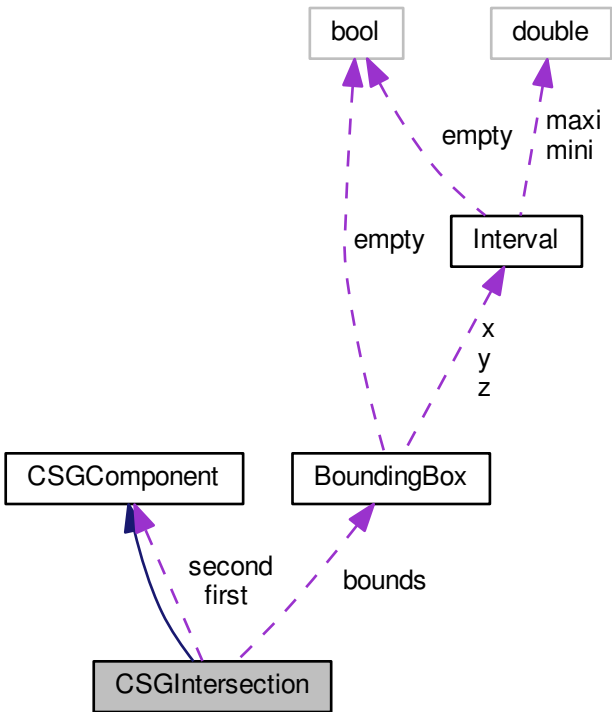 bool
double
maxi
mini
empty
Interval
empty
x
y
z
CSGComponent
BoundingBox
second
first
bounds
CSGIntersection